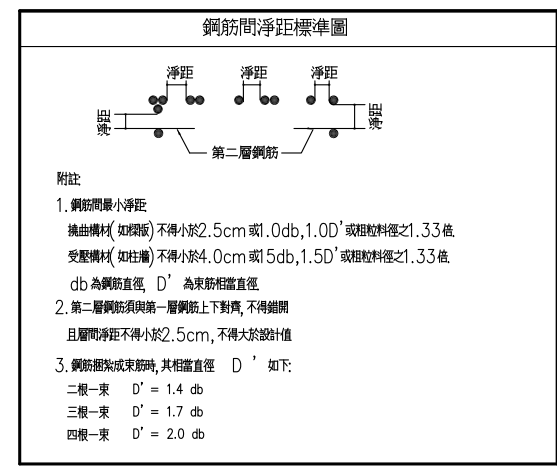 鋼筋間淨距標準圖
淨距 淨距 淨距
淨距 淨距
第二層鋼筋
附註
1. 鋼筋間最小淨距
撓曲構材(如樑版)不得小於2.5cm或1.0db,1.0D'或粗粒料徑之1.33倍.
受壓構材(如柱牆)不得小於4.0cm或15db,1.5D'或粗粒料徑之1.33倍.
db為鋼筋直徑, D' 為束筋相當直徑.
2. 第二層鋼筋須與第一層鋼筋上下對齊,不得錯開
且層間淨距不得小於2.5cm,不得大於設計值
3. 鋼筋捆紮成束筋時,其相當直徑 D ' 如下:
二根一束 D' = 1.4 db
三根一束 D' = 1.7 db
四根一束 D' = 2.0 db